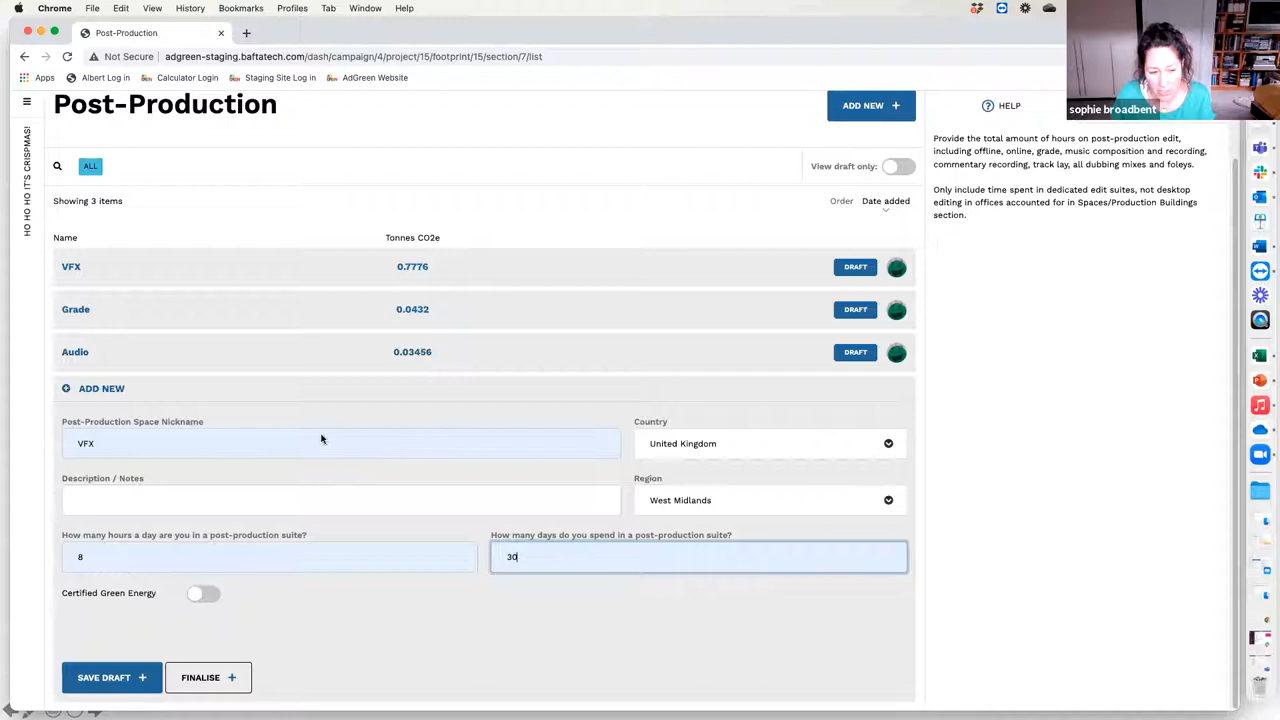 Chrome File Edit View History Bookmarks Profiles Tab Window Help
Post-Production
Not Secure adgreen-staging.baftatech.com/dash/campaign/4/project/15/footprint/15/section/7/list
Apps Albert Log in Calculator Login Staging Site Log in AdGreen Website
sophie broadbent
Post-Production
ADD NEW +
? HELP
HO HO HO IT'S CRISPMAS!
Provide the total amount of hours on post-production edit,
including offline, online, grade, music composition and recording,
commentary recording, track lay, all dubbing mixes and foleys.
Only include time spent in dedicated edit suites, not desktop
editing in offices accounted for in Spaces/Production Buildings
section.
ALL
View draft only:
Showing 3 items
Order Date added
Name Tonnes CO2e
VFX 0.7776 DRAFT
Grade 0.0432 DRAFT
Audio 0.03456 DRAFT
ADD NEW
Post-Production Space Nickname Country
VFX United Kingdom
Description / Notes Region
West Midlands
How many hours a day are you in a post-production suite? How many days do you spend in a post-production suite?
8 30
Certified Green Energy
SAVE DRAFT + FINALISE +